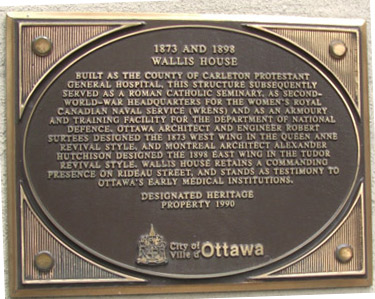 1873 AND 1898
WALLIS HOUSE
BUILT AS THE COUNTY OF CARLETON PROTESTANT
GENERAL HOSPITAL, THIS STRUCTURE SUBSEQUENTLY
SERVED AS A ROMAN CATHOLIC SEMINARY, AS SECOND-
WORLD-WAR HEADQUARTERS FOR THE WOMEN'S ROYAL
CANADIAN NAVAL SERVICE (WRENS) AND AS AN ARMOURY
AND TRAINING FACILITY FOR THE DEPARTMENT OF NATIONAL
DEFENCE. OTTAWA ARCHITECT AND ENGINEER ROBERT
SURTEES DESIGNED THE 1873 WEST WING IN THE QUEEN ANNE
REVIVAL STYLE, AND MONTREAL ARCHITECT ALEXANDER
HUTCHISON DESIGNED THE 1898 EAST WING IN THE TUDOR
REVIVAL STYLE. WALLIS HOUSE RETAINS A COMMANDING
PRESENCE ON RIDEAU STREET, AND STANDS AS TESTIMONY TO
OTTAWA'S EARLY MEDICAL INSTITUTIONS.
DESIGNATED HERITAGE
PROPERTY 1990
City of
Ville d'Ottawa